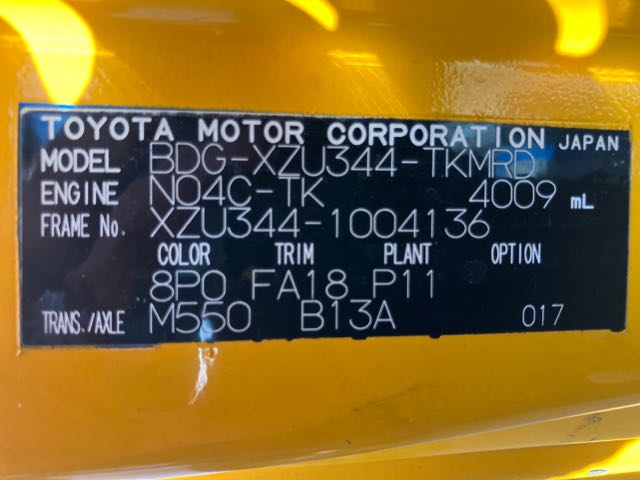 TOYOTA MOTOR CORPORATION JAPAN
MODEL BDG-XZU344-TKMRD
ENGINE N04C-TK 4009 mL
FRAME No. XZU344-1004136
COLOR TRIM PLANT OPTION
8P0 FA18 P11
TRANS./AXLE M550 B13A 017